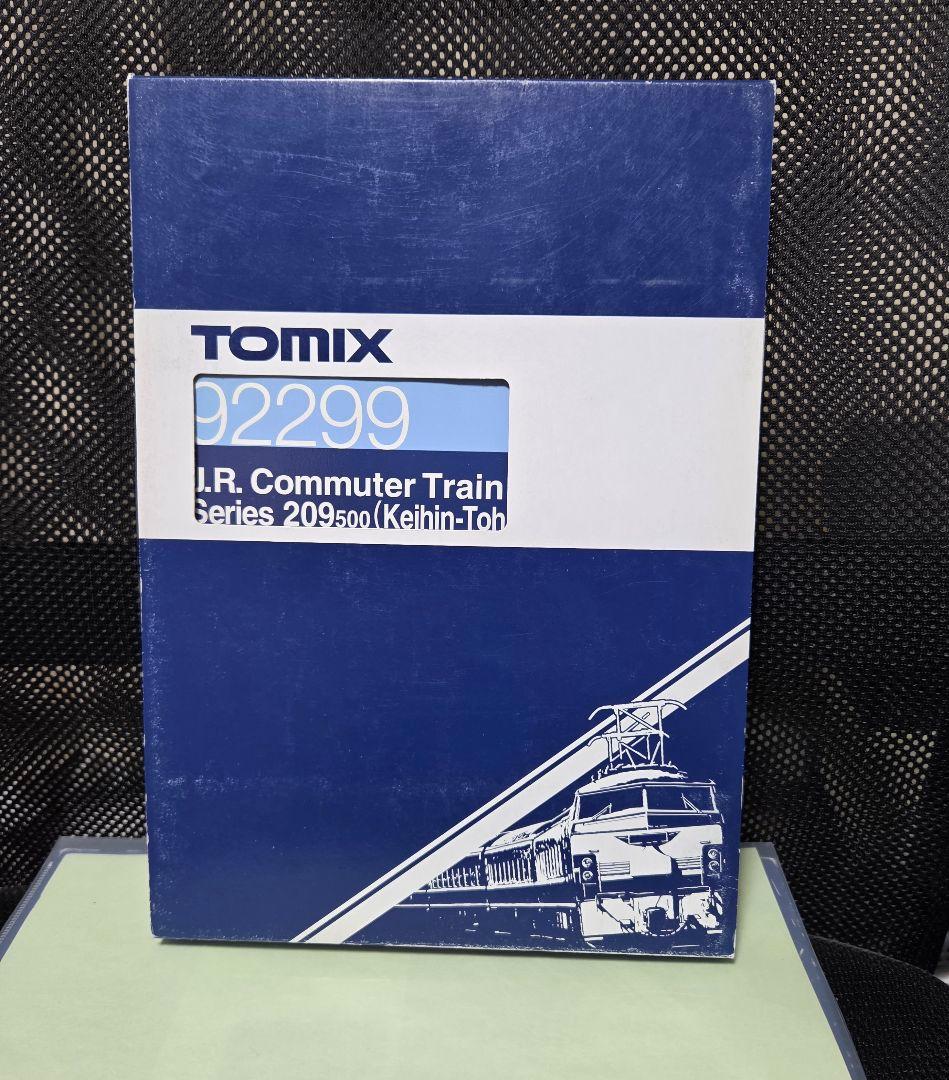 TOMIX
92299
J.R. Commuter Train
Series 209500(Keihin-Toh